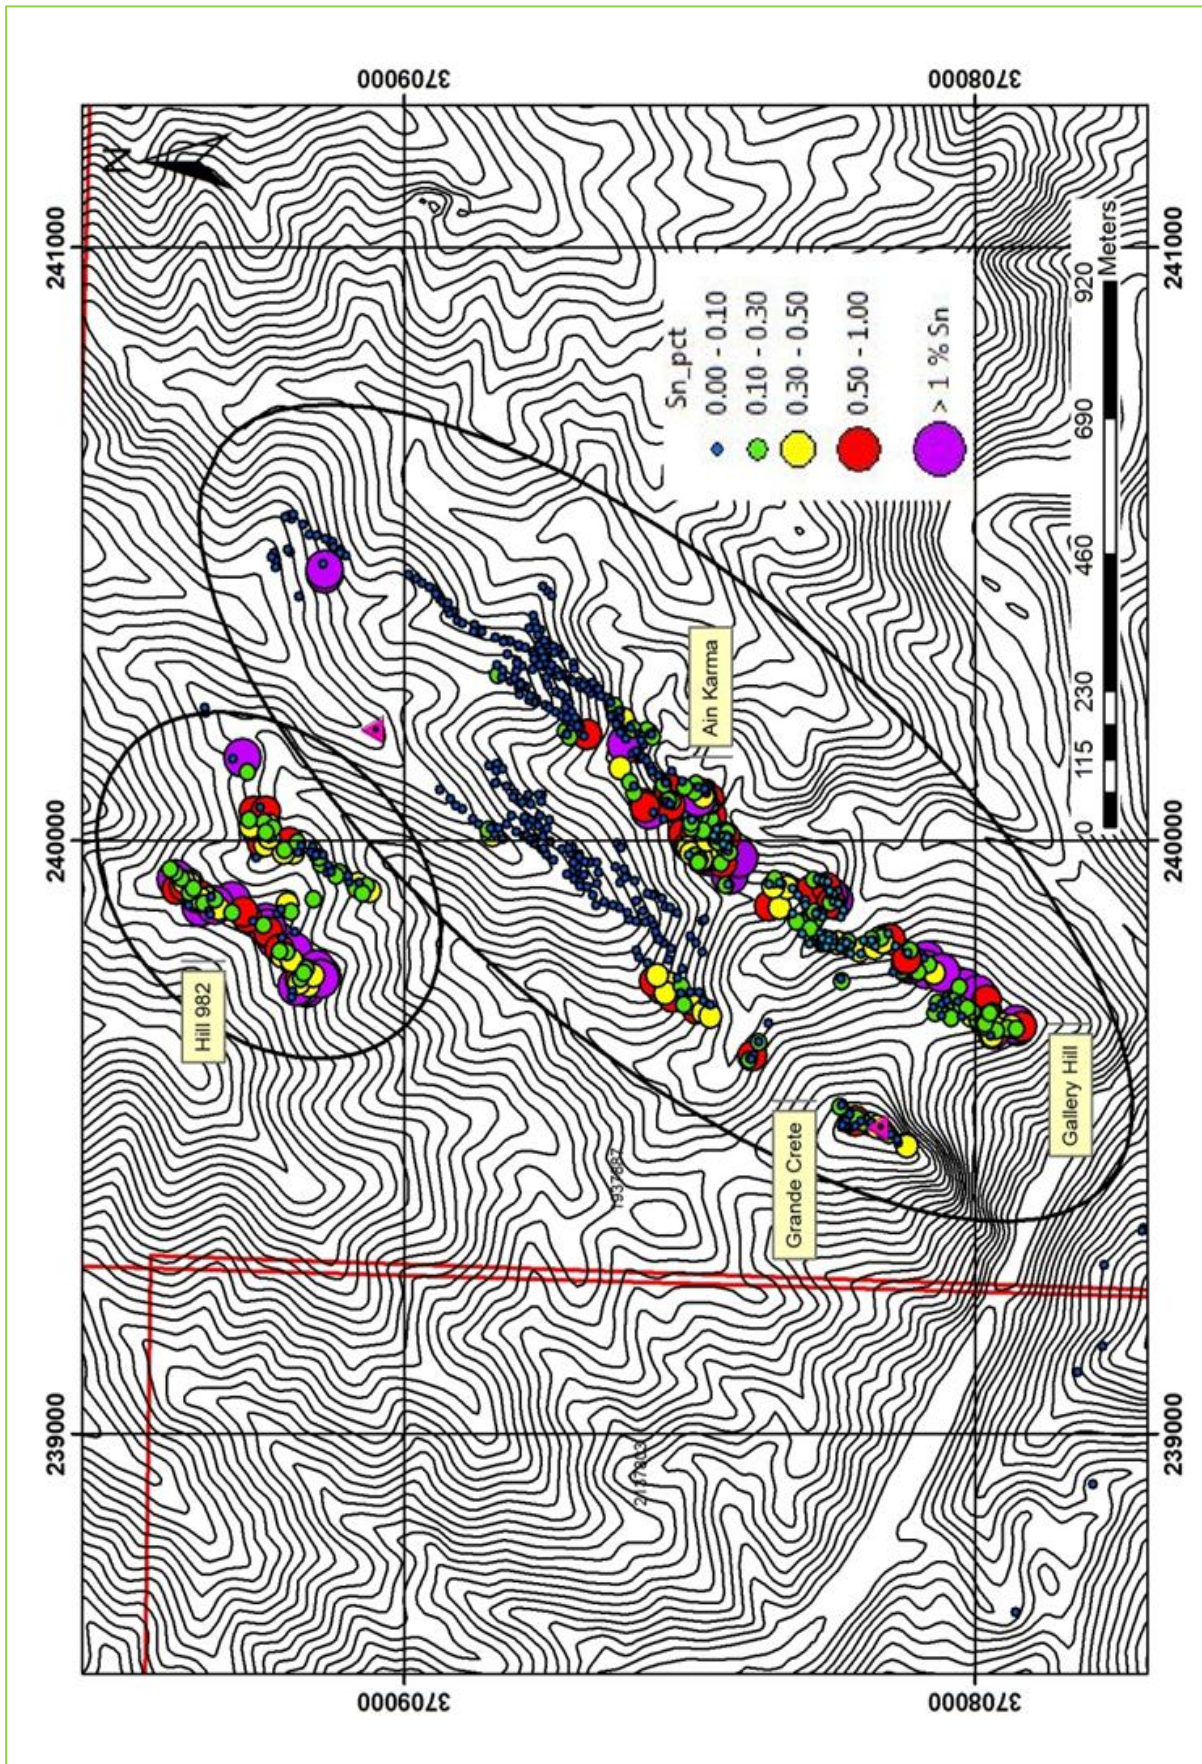 239000 240000 241000
N
Hill 982
3709000 3709000
Sn_pct
0.00 - 0.10
0.10 - 0.30
0.30 - 0.50
0.50 - 1.00
> 1 % Sn
Ain Karma
Grande Crete
3708000 3708000
Gallery Hill
0 115 230 460 690 920
Meters
239000 240000 241000